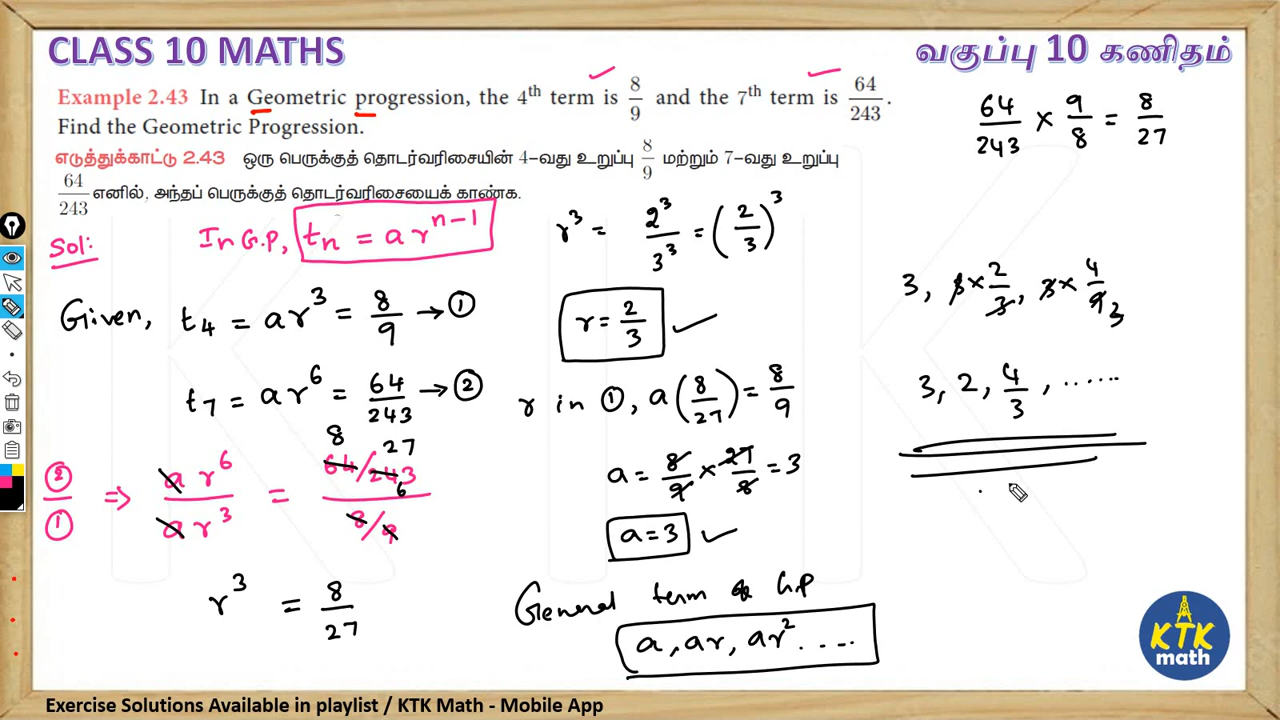 CLASS 10 MATHS
வகுப்பு 10 கணிதம்
Example 2.43 In a Geometric progression, the 4th term is 8/9 and the 7th term is 64/243.
Find the Geometric Progression.
எடுத்துக்காட்டு 2.43 ஒரு பெருக்குத் தொடர்வரிசையின் 4–வது உறுப்பு 8/9 மற்றும் 7–வது உறுப்பு
64/243 எனில், அந்தப் பெருக்குத் தொடர்வரிசையைக் காண்க.
Sol:
In G.P, tn = ar^(n-1)
Given, t4 = ar^3 = 8/9 → ①
t7 = ar^6 = 64/243 → ②
8 27
②/① ⇒ ar^6/ar^3 = (64/243)/(8/9)
r^3 = 8/27
r^3 = 2^3/3^3 = (2/3)^3
r = 2/3
r in ①, a(8/27) = 8/9
a = 8/9 × 27/8 = 3
a = 3
General term of G.P
a, ar, ar^2 . . . .
64/243 × 9/8 = 8/27
3, 3×2/3, 3×4/9 3
3, 2, 4/3, ......
KTK
math
Exercise Solutions Available in playlist / KTK Math - Mobile App